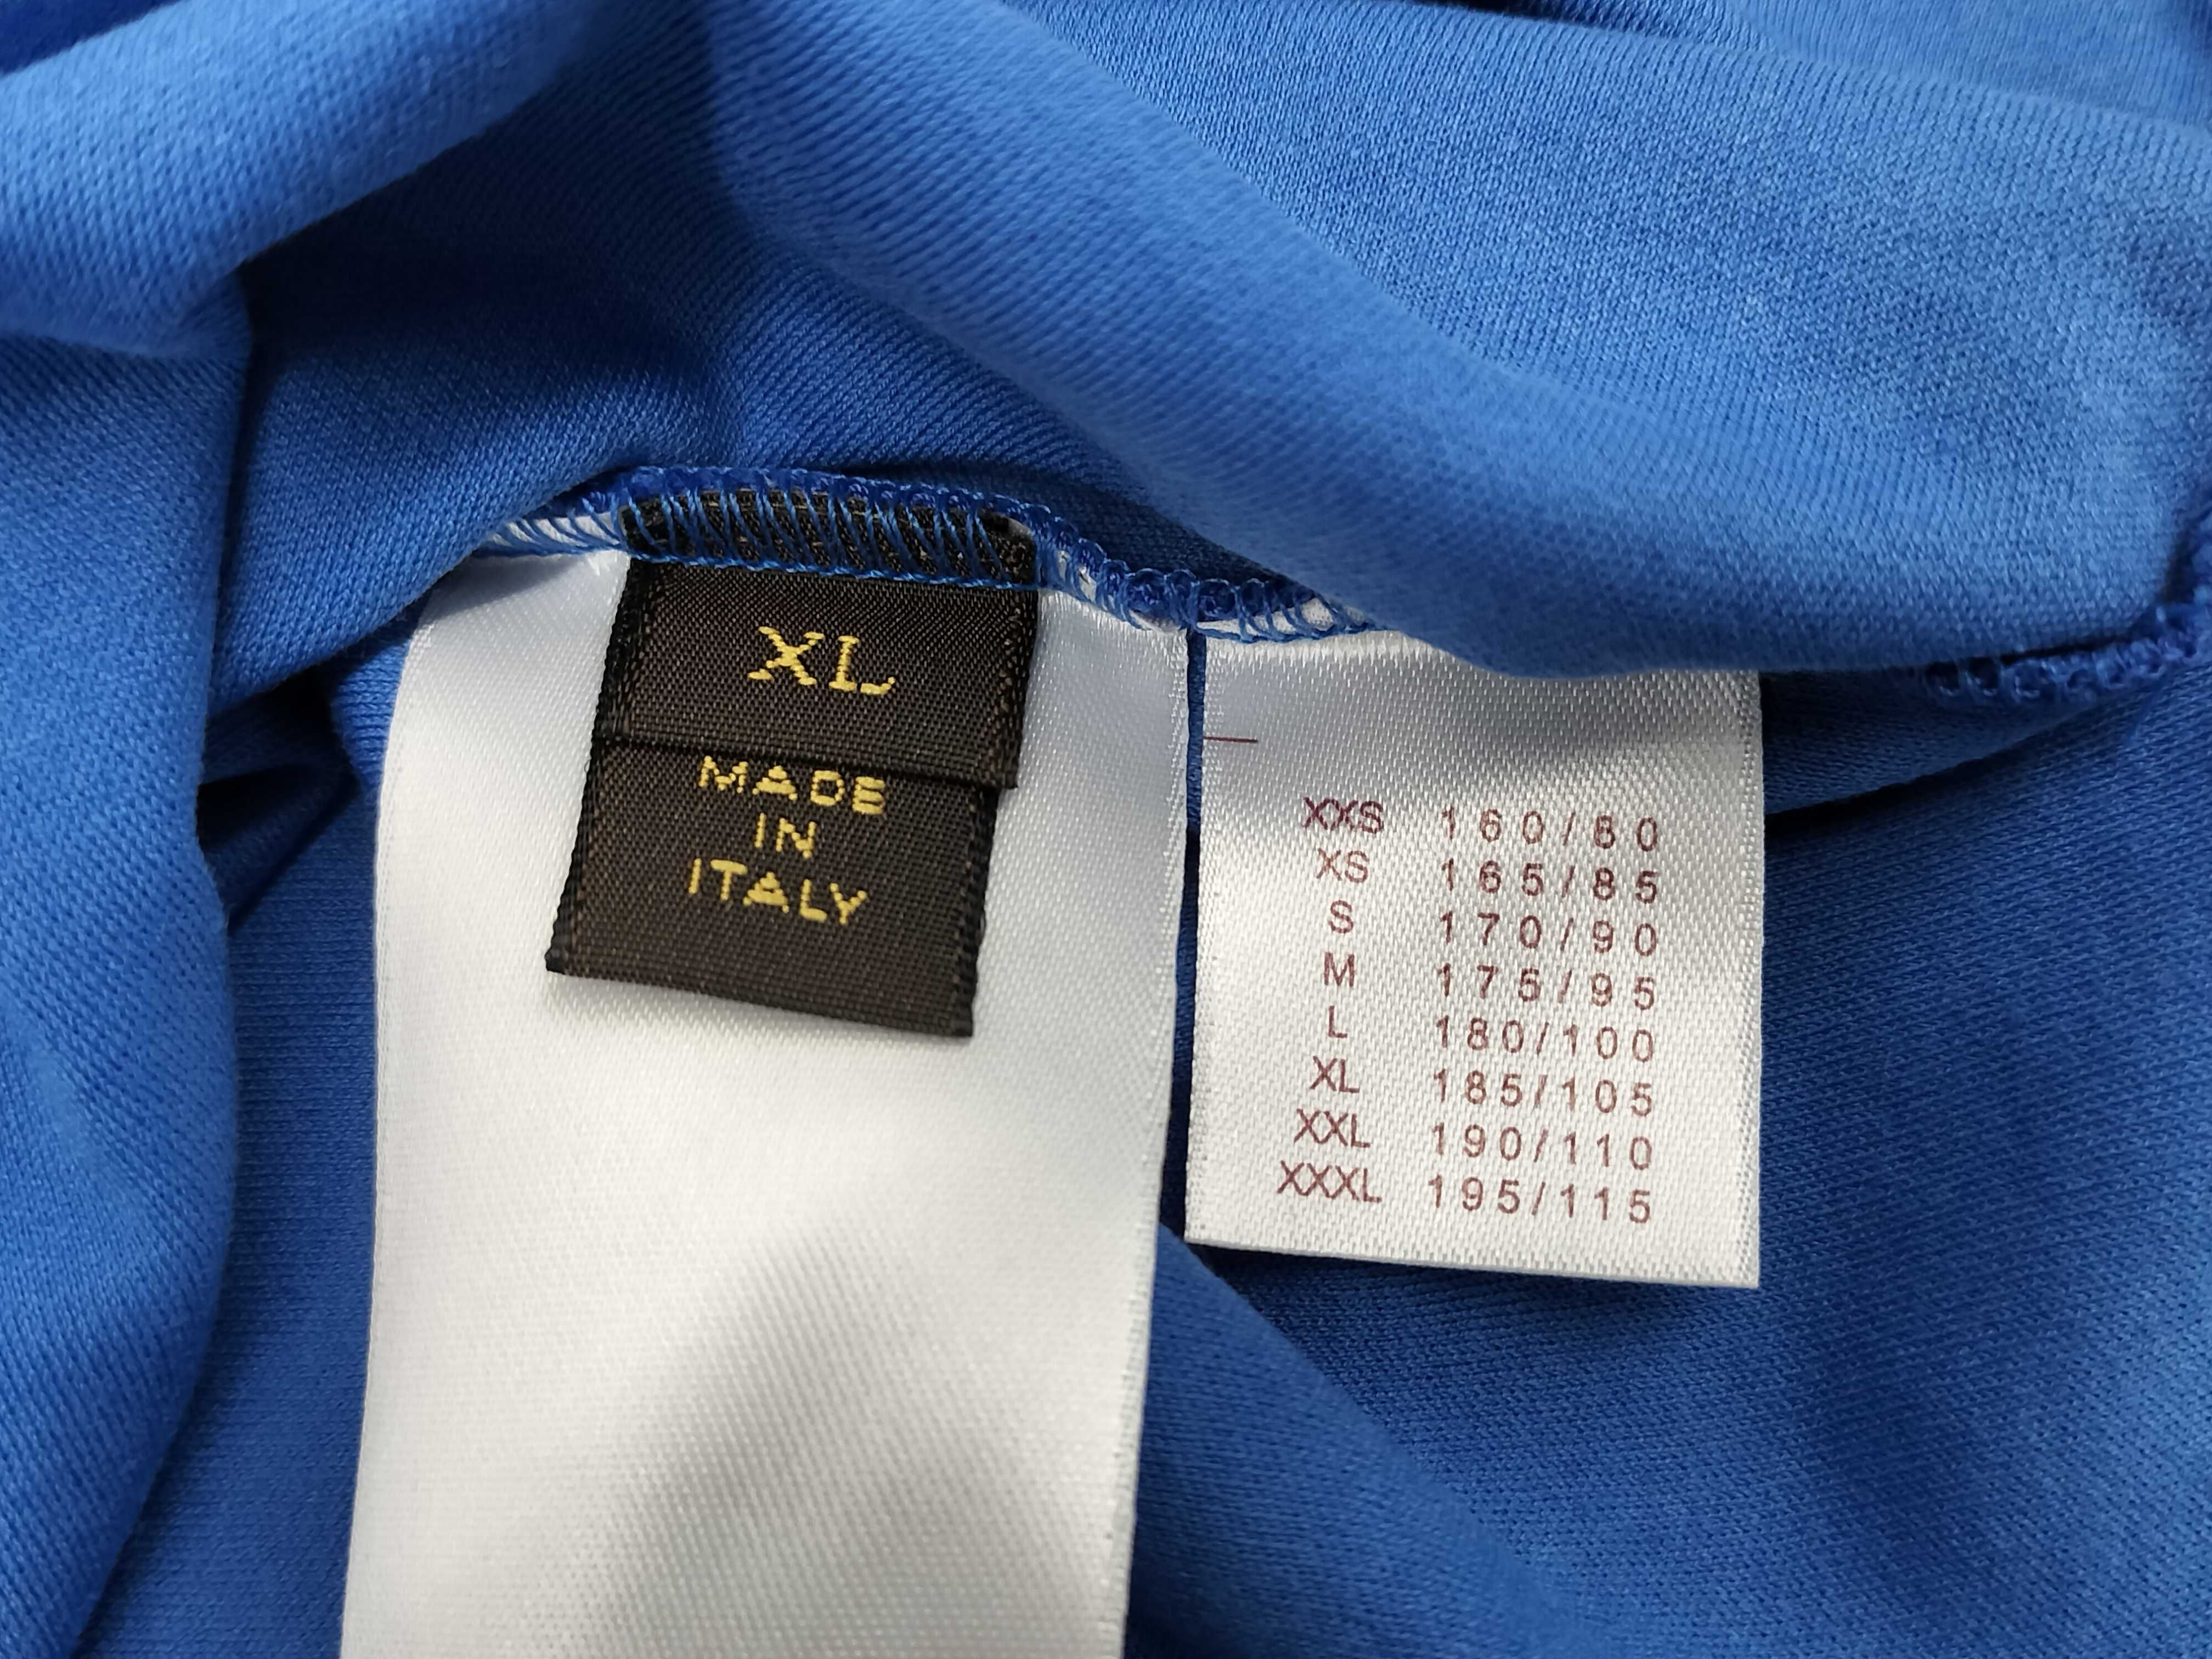 XL
MADE
IN
ITALY
XXS 160/80
XS 165/85
S 170/90
M 175/95
L 180/100
XL 185/105
XXL 190/110
XXXL 195/115